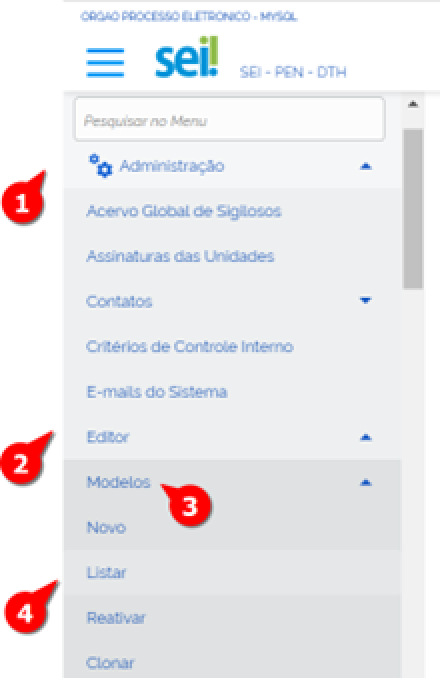 ORGAO PROCESSO ELETRONICO - MYSQL
sei!
SEI - PEN - DTH
Pesquisar no Menu
Administração
1
Acervo Global de Sigilosos
Assinaturas das Unidades
Contatos
Critérios de Controle Interno
E-mails do Sistema
Editor
2
Modelos
3
Novo
Listar
4
Reativar
Clonar